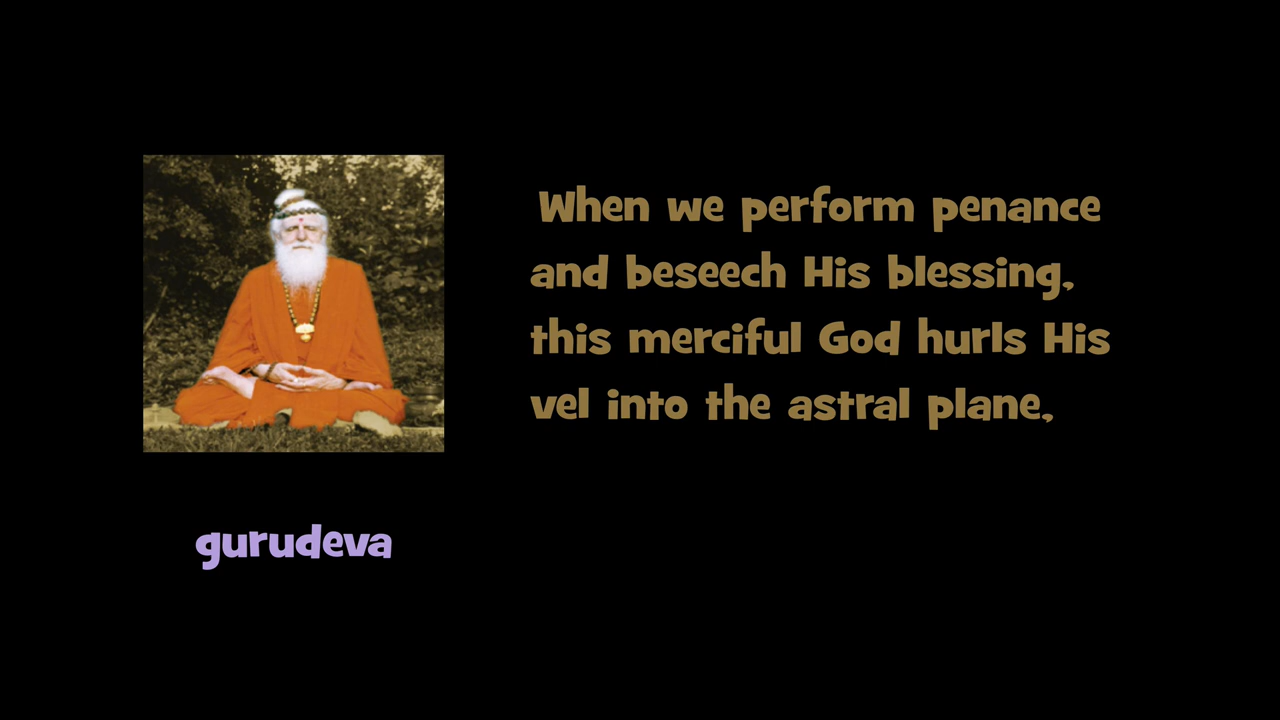 When we perform penance
and beseech His blessing,
this merciful God hurls His
vel into the astral plane,
gurudeva